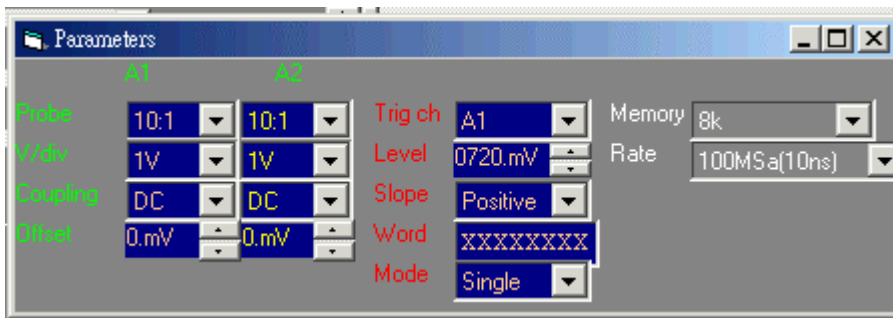 Parameters
A1 A2
Probe 10:1 10:1 Trig ch A1 Memory 8k
V/div 1V 1V Level 0720.mV Rate 100MSa(10ns)
Coupling DC DC Slope Positive
Offset 0.mV 0.mV Word XXXXXXXX
Mode Single